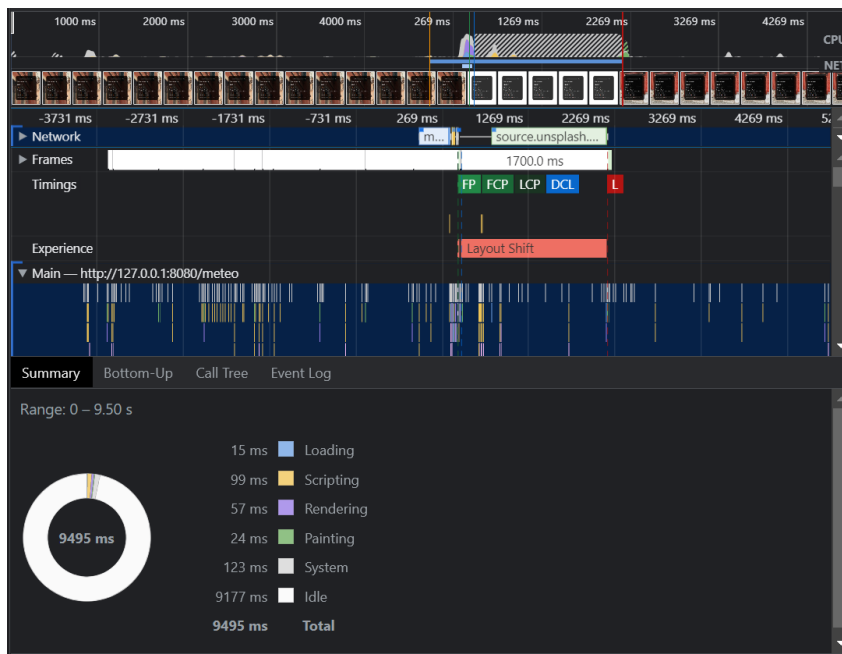 1000 ms 2000 ms 3000 ms 4000 ms 269 ms 1269 ms 2269 ms 3269 ms 4269 ms
CPU
NET
-3731 ms -2731 ms -1731 ms -731 ms 269 ms 1269 ms 2269 ms 3269 ms 4269 ms
Network m... source.unsplash....
Frames 1700.0 ms
Timings FP FCP LCP DCL L
Experience Layout Shift
Main — http://127.0.0.1:8080/meteo
Summary Bottom-Up Call Tree Event Log
Range: 0 – 9.50 s
15 ms Loading
99 ms Scripting
57 ms Rendering
9495 ms 24 ms Painting
123 ms System
9177 ms Idle
9495 ms Total